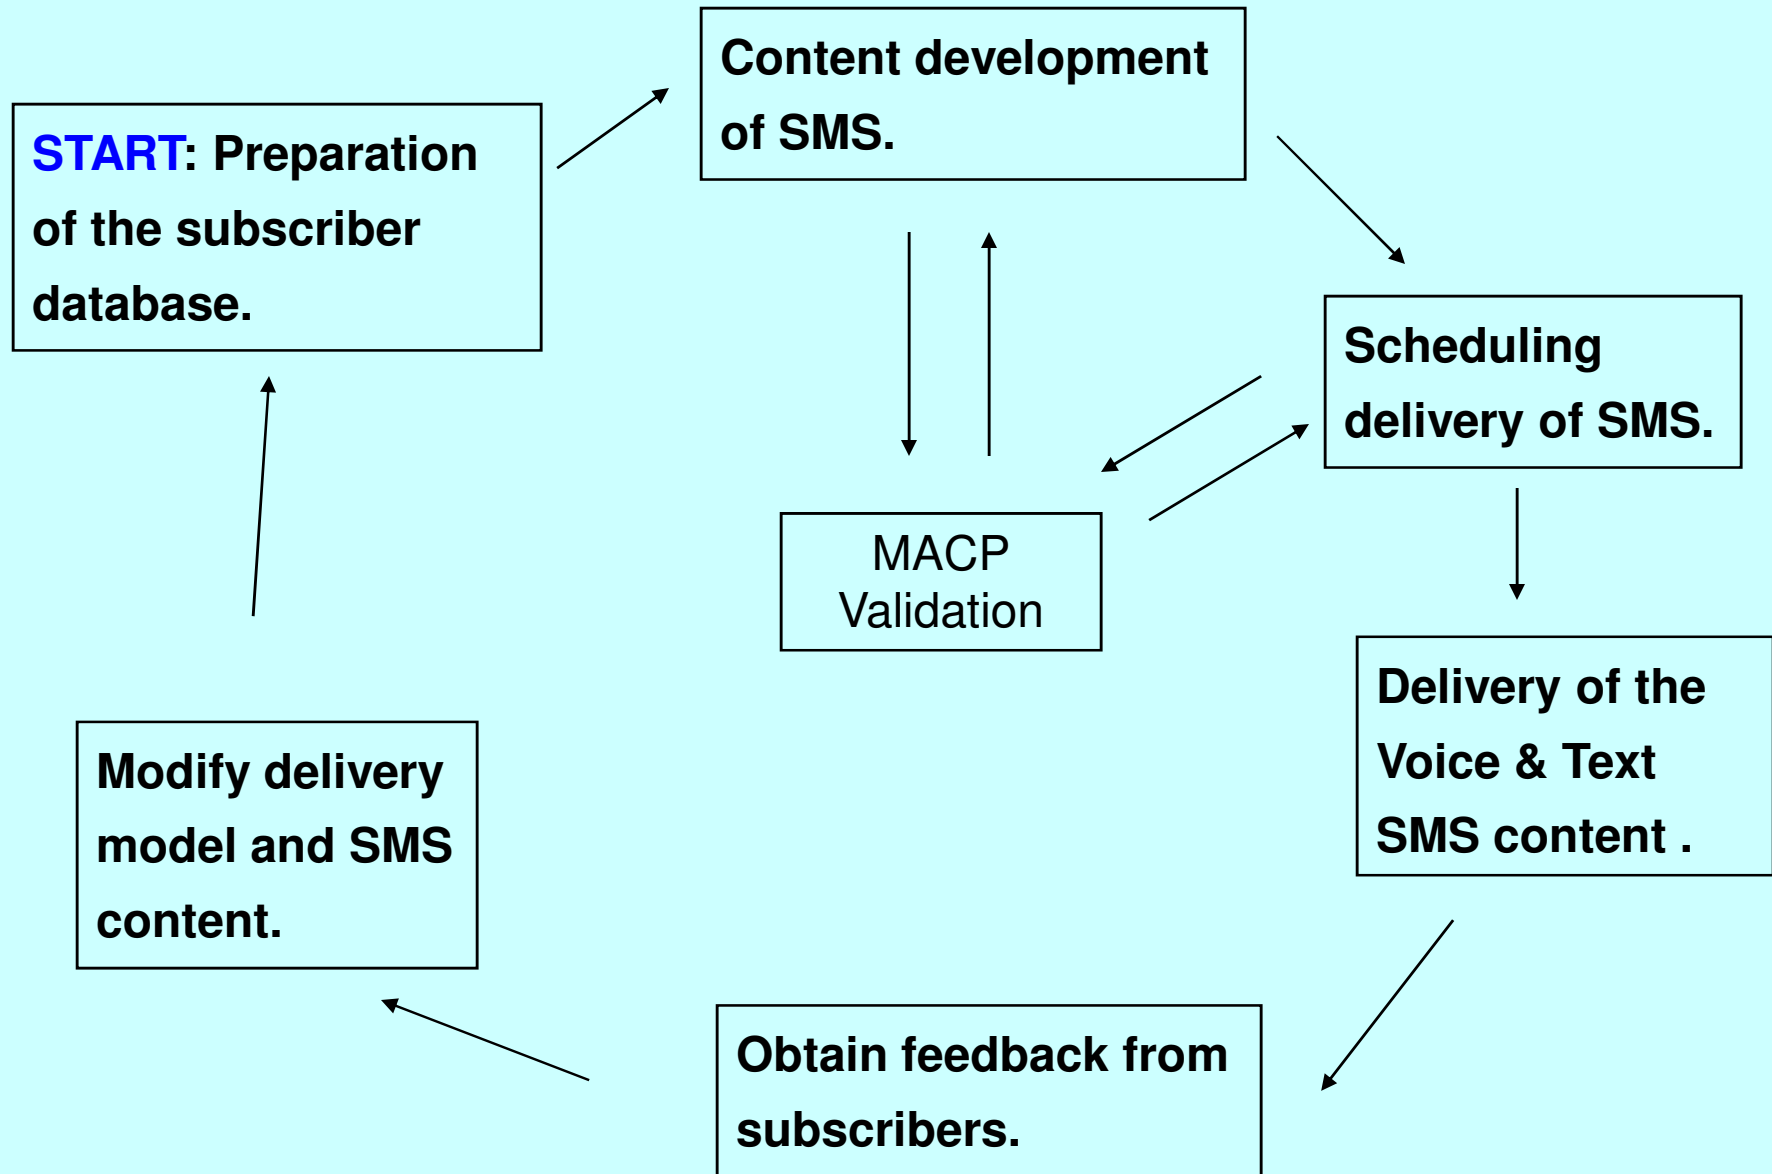 START: Preparation
of the subscriber
database.
Content development
of SMS.
Scheduling
delivery of SMS.
MACP
Validation
Delivery of the
Voice & Text
SMS content .
Obtain feedback from
subscribers.
Modify delivery
model and SMS
content.